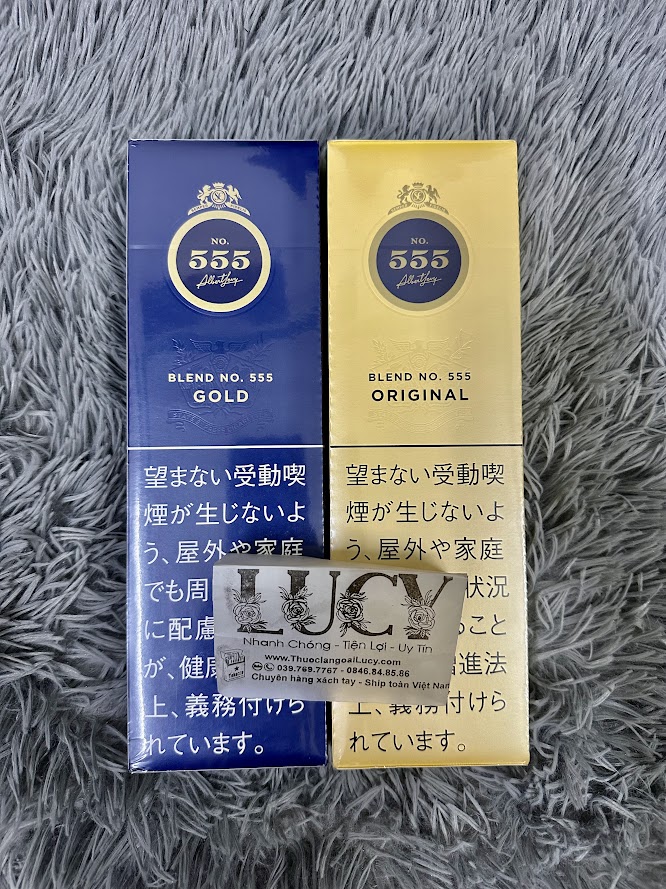 NO.
555
BLEND NO. 555
GOLD
望まない受動喫
煙が生じないよ
う、屋外や家庭
でも周
に配慮
が、健康
上、義務付けら
れています。
NO.
555
BLEND NO. 555
ORIGINAL
望まない受動喫
煙が生じないよ
う、屋外や家庭
状況
こと
進法
上、義務付けら
れています。
LUCY
Nhanh Chóng - Tiện Lợi - Uy Tín
www.ThuoclangoaiLucy.com
039.769.7767 - 0846.84.85.86
Chuyên hàng xách tay - Ship toàn Việt Nam